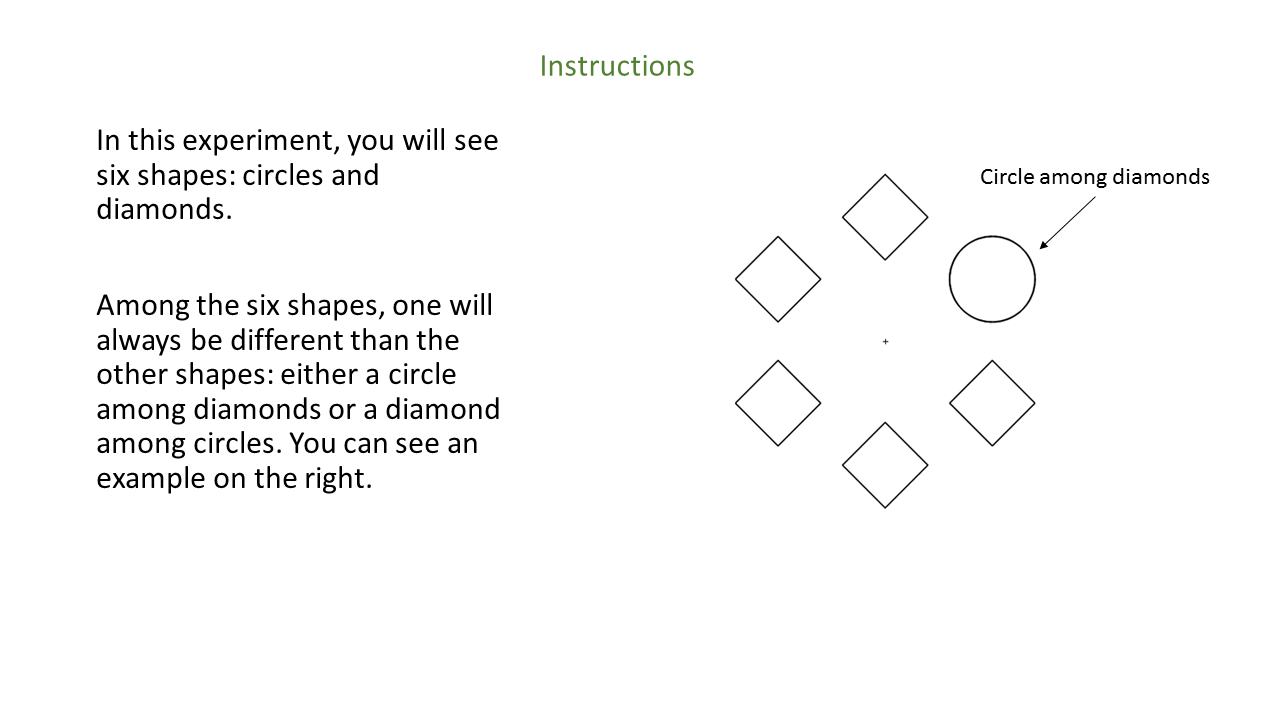 Instructions
In this experiment, you will see
six shapes: circles and
diamonds.
Among the six shapes, one will
always be different than the
other shapes: either a circle
among diamonds or a diamond
among circles. You can see an
example on the right.
Circle among diamonds